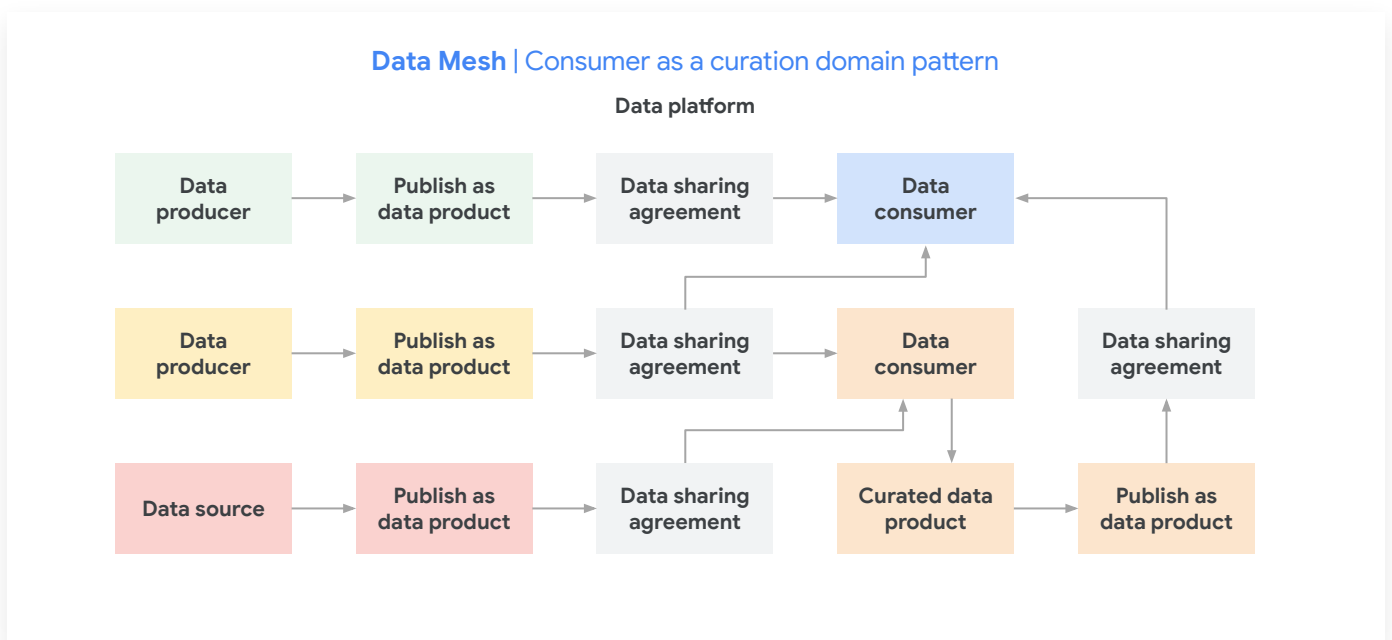 Data Mesh | Consumer as a curation domain pattern
Data platform
Data
producer
Publish as
data product
Data sharing
agreement
Data
consumer
Data
producer
Publish as
data product
Data sharing
agreement
Data
consumer
Data sharing
agreement
Data source
Publish as
data product
Data sharing
agreement
Curated data
product
Publish as
data product